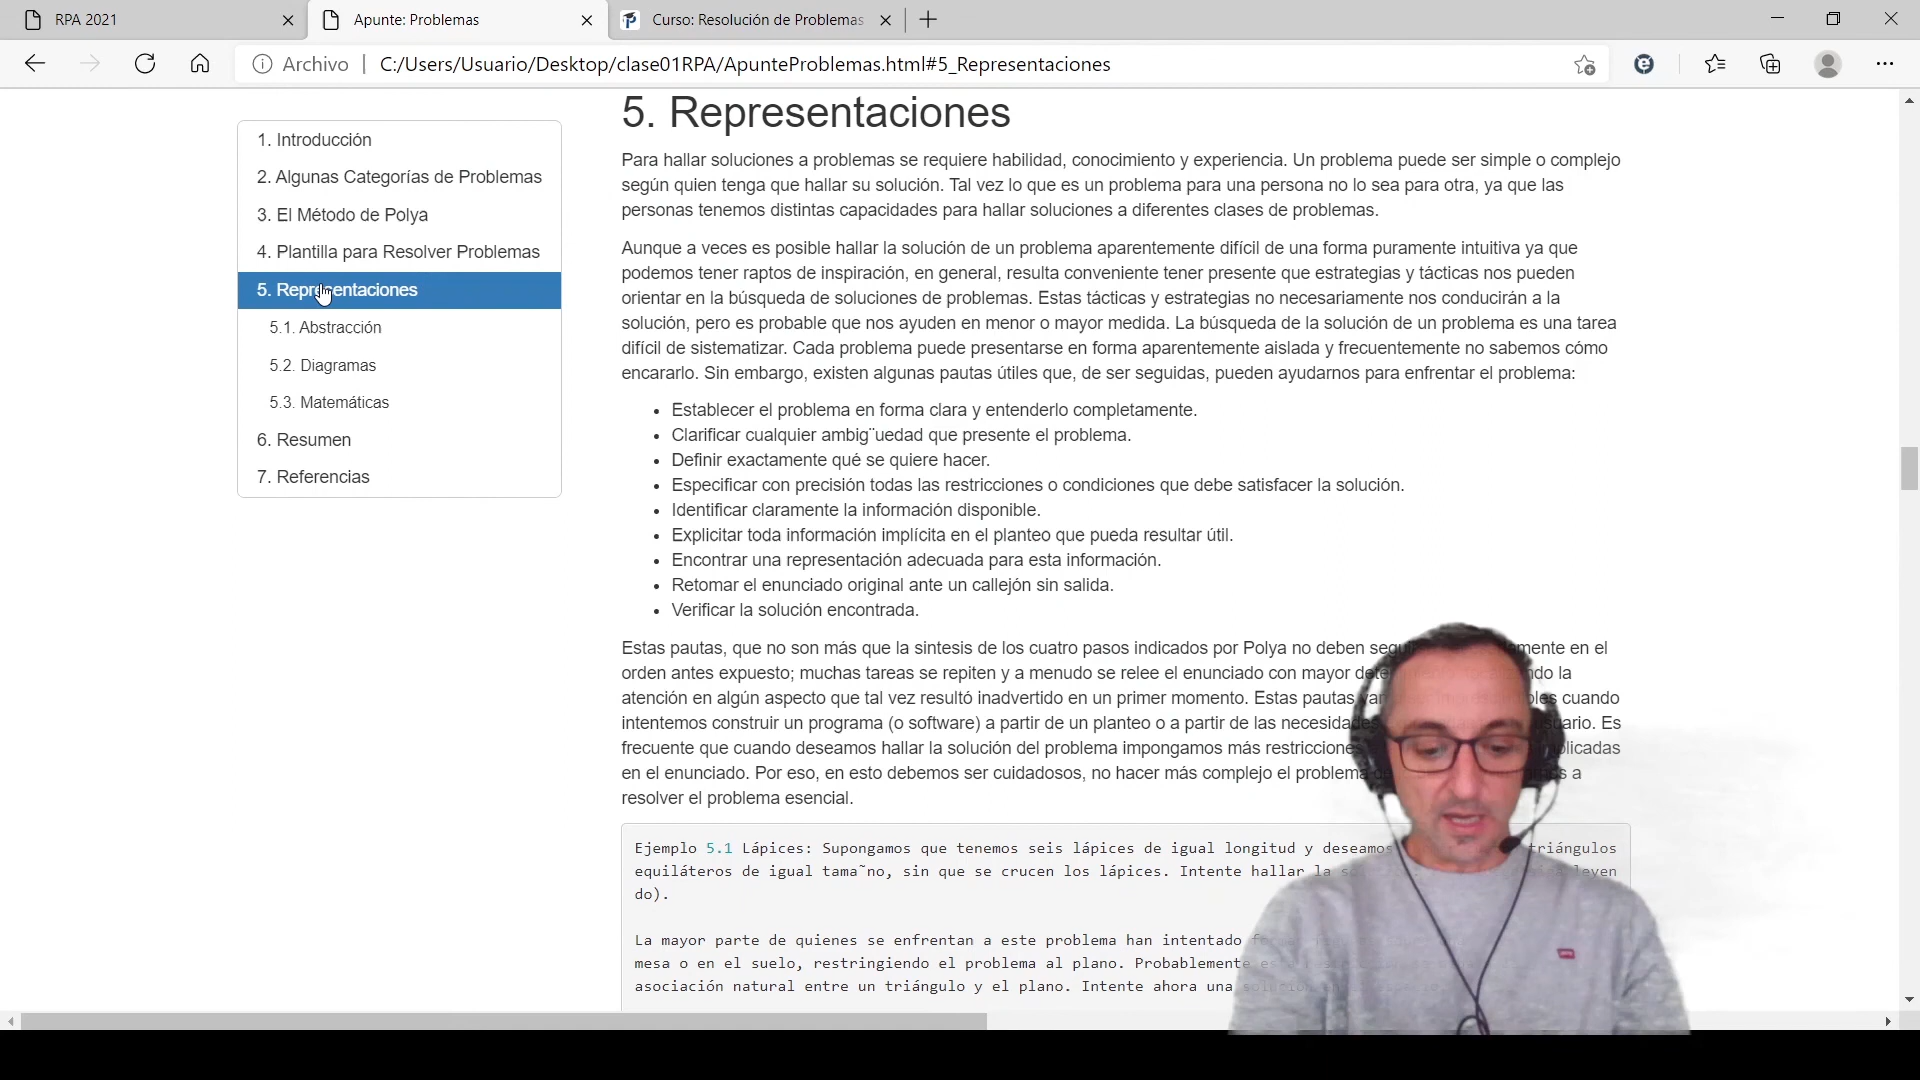 RPA 2021
Apunte: Problemas
Curso: Resolución de Problemas
Archivo
C:/Users/Usuario/Desktop/clase01RPA/ApunteProblemas.html#5_Representaciones
1. Introducción
2. Algunas Categorías de Problemas
3. El Método de Polya
4. Plantilla para Resolver Problemas
5. Representaciones
5.1. Abstracción
5.2. Diagramas
5.3. Matemáticas
6. Resumen
7. Referencias
5. Representaciones
Para hallar soluciones a problemas se requiere habilidad, conocimiento y experiencia. Un problema puede ser simple o complejo
según quien tenga que hallar su solución. Tal vez lo que es un problema para una persona no lo sea para otra, ya que las
personas tenemos distintas capacidades para hallar soluciones a diferentes clases de problemas.
Aunque a veces es posible hallar la solución de un problema aparentemente difícil de una forma puramente intuitiva ya que
podemos tener raptos de inspiración, en general, resulta conveniente tener presente que estrategias y tácticas nos pueden
orientar en la búsqueda de soluciones de problemas. Estas tácticas y estrategias no necesariamente nos conducirán a la
solución, pero es probable que nos ayuden en menor o mayor medida. La búsqueda de la solución de un problema es una tarea
difícil de sistematizar. Cada problema puede presentarse en forma aparentemente aislada y frecuentemente no sabemos cómo
encararlo. Sin embargo, existen algunas pautas útiles que, de ser seguidas, pueden ayudarnos para enfrentar el problema:
• Establecer el problema en forma clara y entenderlo completamente.
• Clarificar cualquier ambig¨uedad que presente el problema.
• Definir exactamente qué se quiere hacer.
• Especificar con precisión todas las restricciones o condiciones que debe satisfacer la solución.
• Identificar claramente la información disponible.
• Explicitar toda información implícita en el planteo que pueda resultar útil.
• Encontrar una representación adecuada para esta información.
• Retomar el enunciado original ante un callejón sin salida.
• Verificar la solución encontrada.
Estas pautas, que no son más que la sintesis de los cuatro pasos indicados por Polya no deben en el
orden antes expuesto; muchas tareas se repiten y a menudo se relee el enunciado con mayor la
atención en algún aspecto que tal vez resultó inadvertido en un primer momento. Estas pautas cuando
intentemos construir un programa (o software) a partir de un planteo o a partir de las Es
frecuente que cuando deseamos hallar la solución del problema impongamos más restricciones
en el enunciado. Por eso, en esto debemos ser cuidadosos, no hacer más complejo el problema a
resolver el problema esencial.
Ejemplo 5.1 Lápices: Supongamos que tenemos seis lápices de igual longitud y deseamos triángulos
equiláteros de igual tama˜no, sin que se crucen los lápices. Intente hallar la leyen
do).
La mayor parte de quienes se enfrentan a este problema han intentado
mesa o en el suelo, restringiendo el problema al plano. Probablemente
asociación natural entre un triángulo y el plano. Intente ahora una